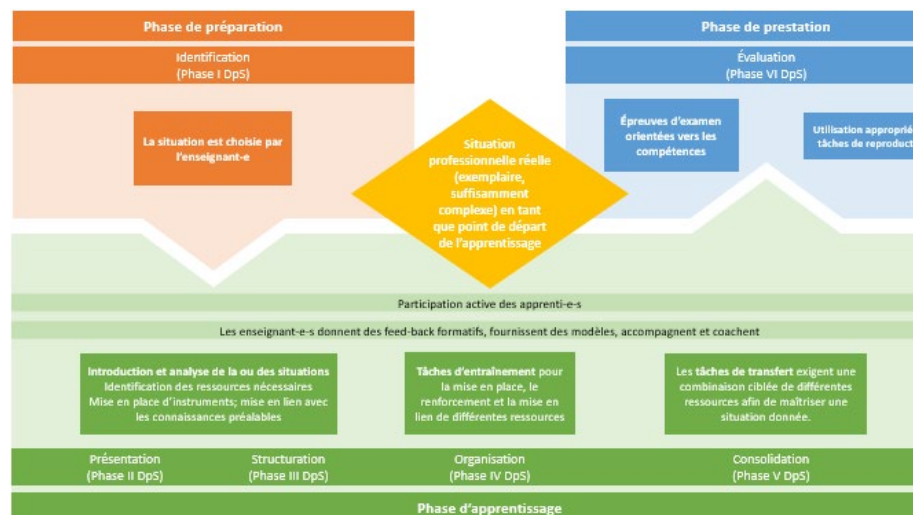 Phase de préparation
Identification
(Phase I DpS)
La situation est choisie par
l'enseignant-e
Situation
professionnelle réelle
(exemplaire,
suffisamment
complexe) en tant
que point de départ
de l'apprentissage
Phase de prestation
Évaluation
(Phase VI DpS)
Épreuves d'examen
orientées vers les
compétences
Utilisation approprié
tâches de reproduct
Participation active des apprenti-e-s
Les enseignant-e-s donnent des feed-back formatifs, fournissent des modèles, accompagnent et coachent
Introduction et analyse de la ou des situations
Identification des ressources nécessaires
Mise en place d'instruments; mise en lien avec
les connaissances préalables
Tâches d'entraînement pour
la mise en place, le
renforcement et la mise en
lien de différentes ressources
Les tâches de transfert exigent une
combinaison ciblée de différentes
ressources afin de maîtriser une
situation donnée.
Présentation
(Phase II DpS)
Structuration
(Phase III DpS)
Organisation
(Phase IV DpS)
Consolidation
(Phase V DpS)
Phase d'apprentissage